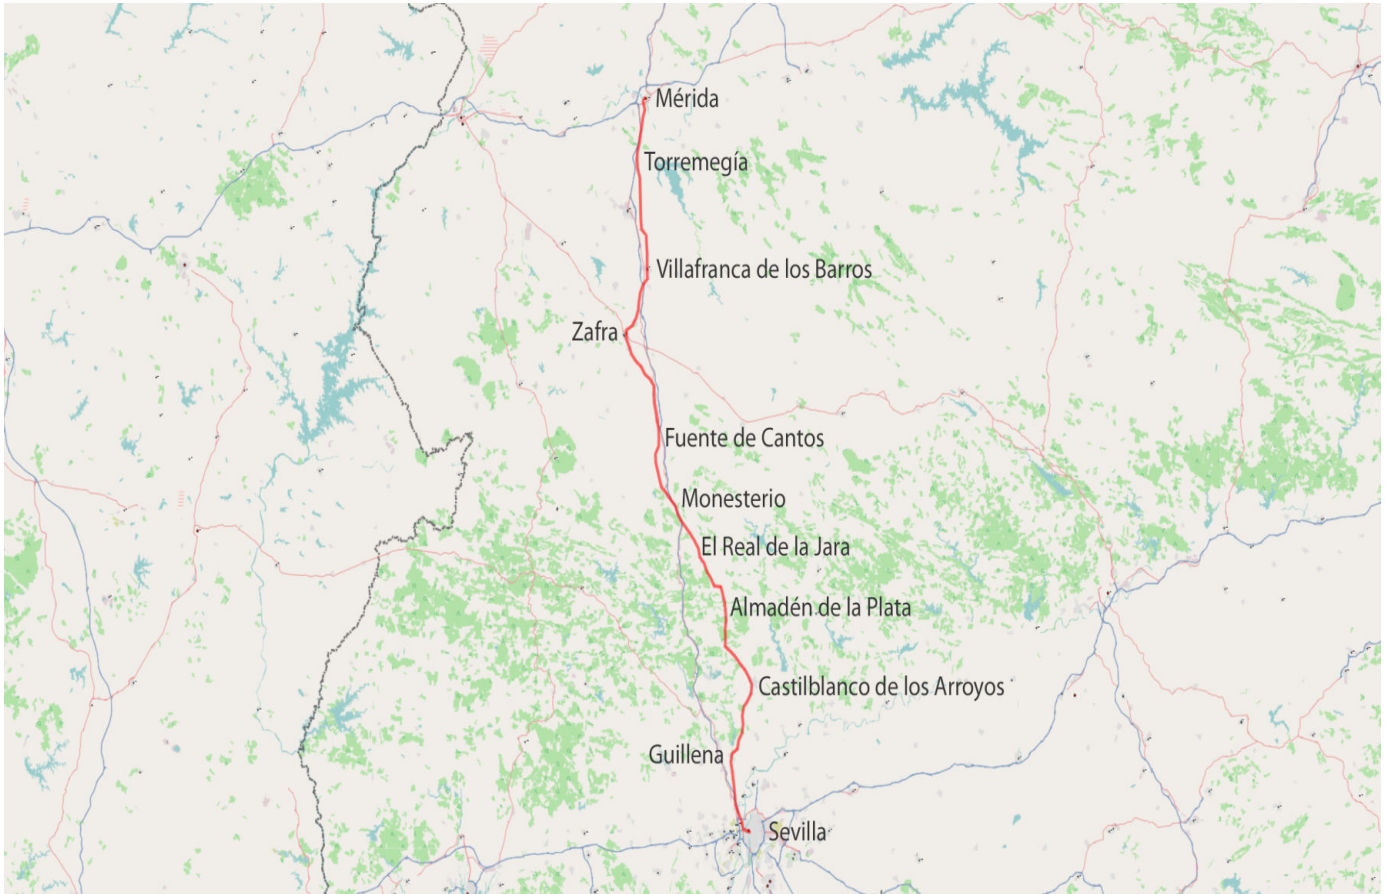 Mérida
Torremegía
Villafranca de los Barros
Zafra
Fuente de Cantos
Monesterio
El Real de la Jara
Almadén de la Plata
Castilblanco de los Arroyos
Guillena
Sevilla